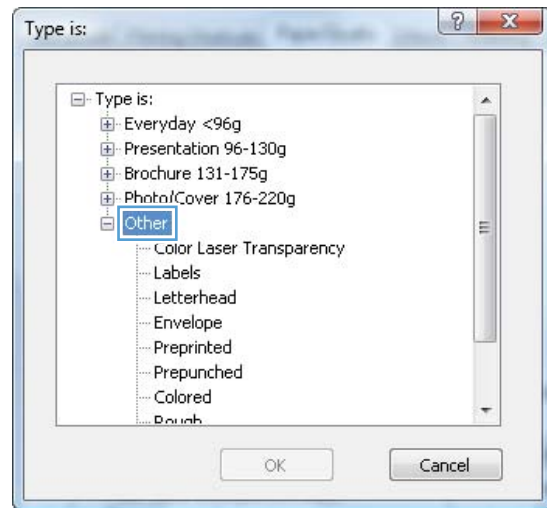 Type is:
Type is:
Everyday <96g
Presentation 96-130g
Brochure 131-175g
Photo/Cover 176-220g
Other
Color Laser Transparency
Labels
Letterhead
Envelope
Preprinted
Prepunched
Colored
Rough
OK
Cancel